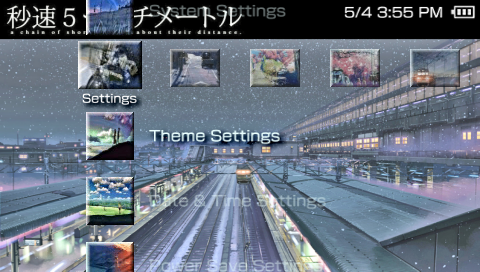 System Settings
5/4 3:55 PM
秒速5 チメートル
a chain of short about their distance.
Settings
Theme Settings
Date & Time Settings
Power Save Settings